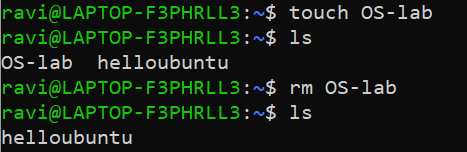 ravi@LAPTOP-F3PHRLL3:~$ touch OS-lab
ravi@LAPTOP-F3PHRLL3:~$ ls
OS-lab  helloubuntu
ravi@LAPTOP-F3PHRLL3:~$ rm OS-lab
ravi@LAPTOP-F3PHRLL3:~$ ls
helloubuntu